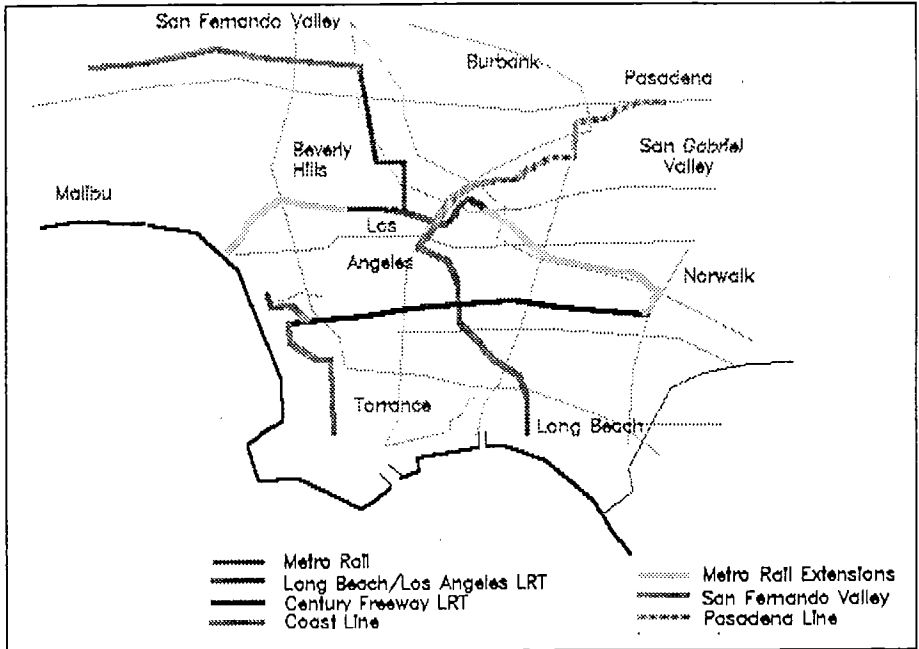 San Fernando Valley
Burbank
Pasadena
Beverly
Hills
San Gabriel
Valley
Malibu
Los
Angeles
Norwalk
Torrance
Long Beach
Metro Rail
Long Beach/Los Angeles LRT
Century Freeway LRT
Coast Line
Metro Rail Extensions
San Fernando Valley
Pasadena Line